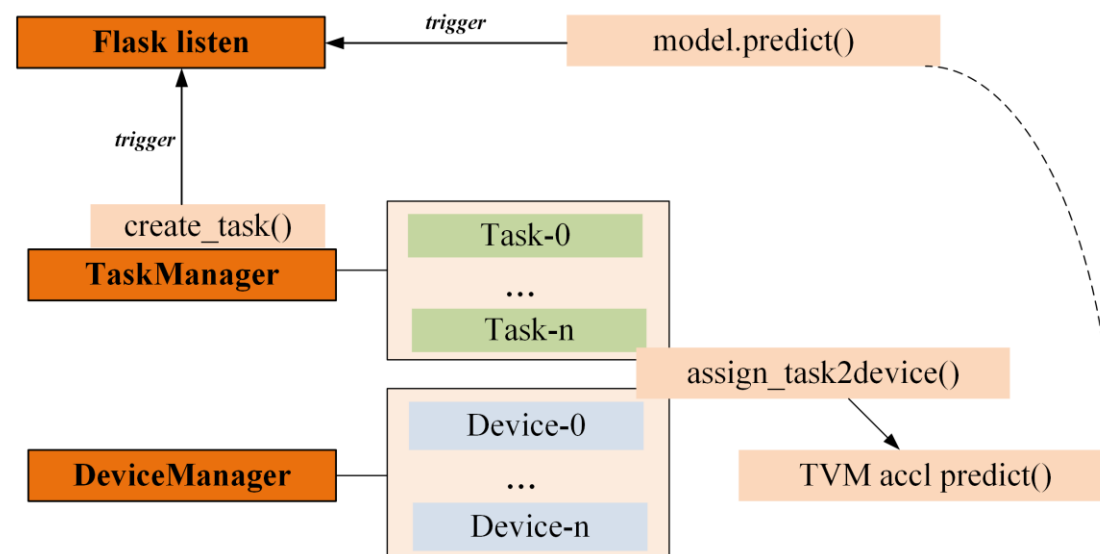 Flask listen
trigger
model.predict()
trigger
create_task()
TaskManager
Task-0
...
Task-n
assign_task2device()
DeviceManager
Device-0
...
Device-n
TVM accl predict()